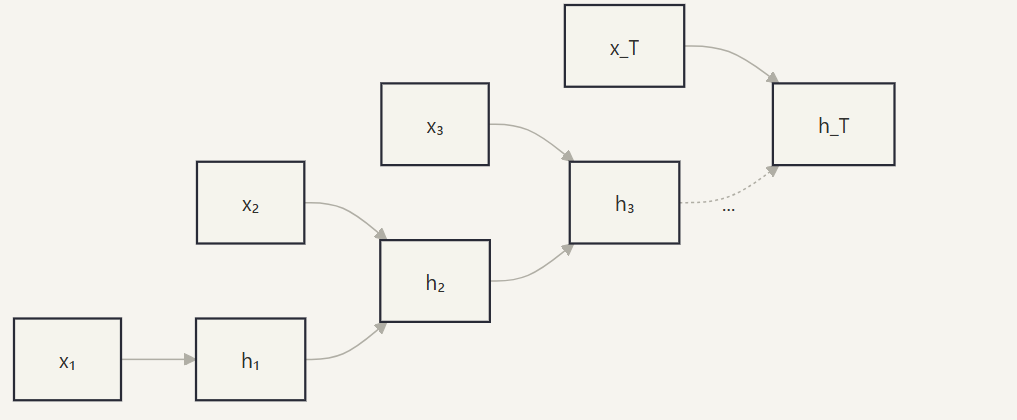 x_T
x₃
h_T
x₂
h₃
...
h₂
x₁
h₁